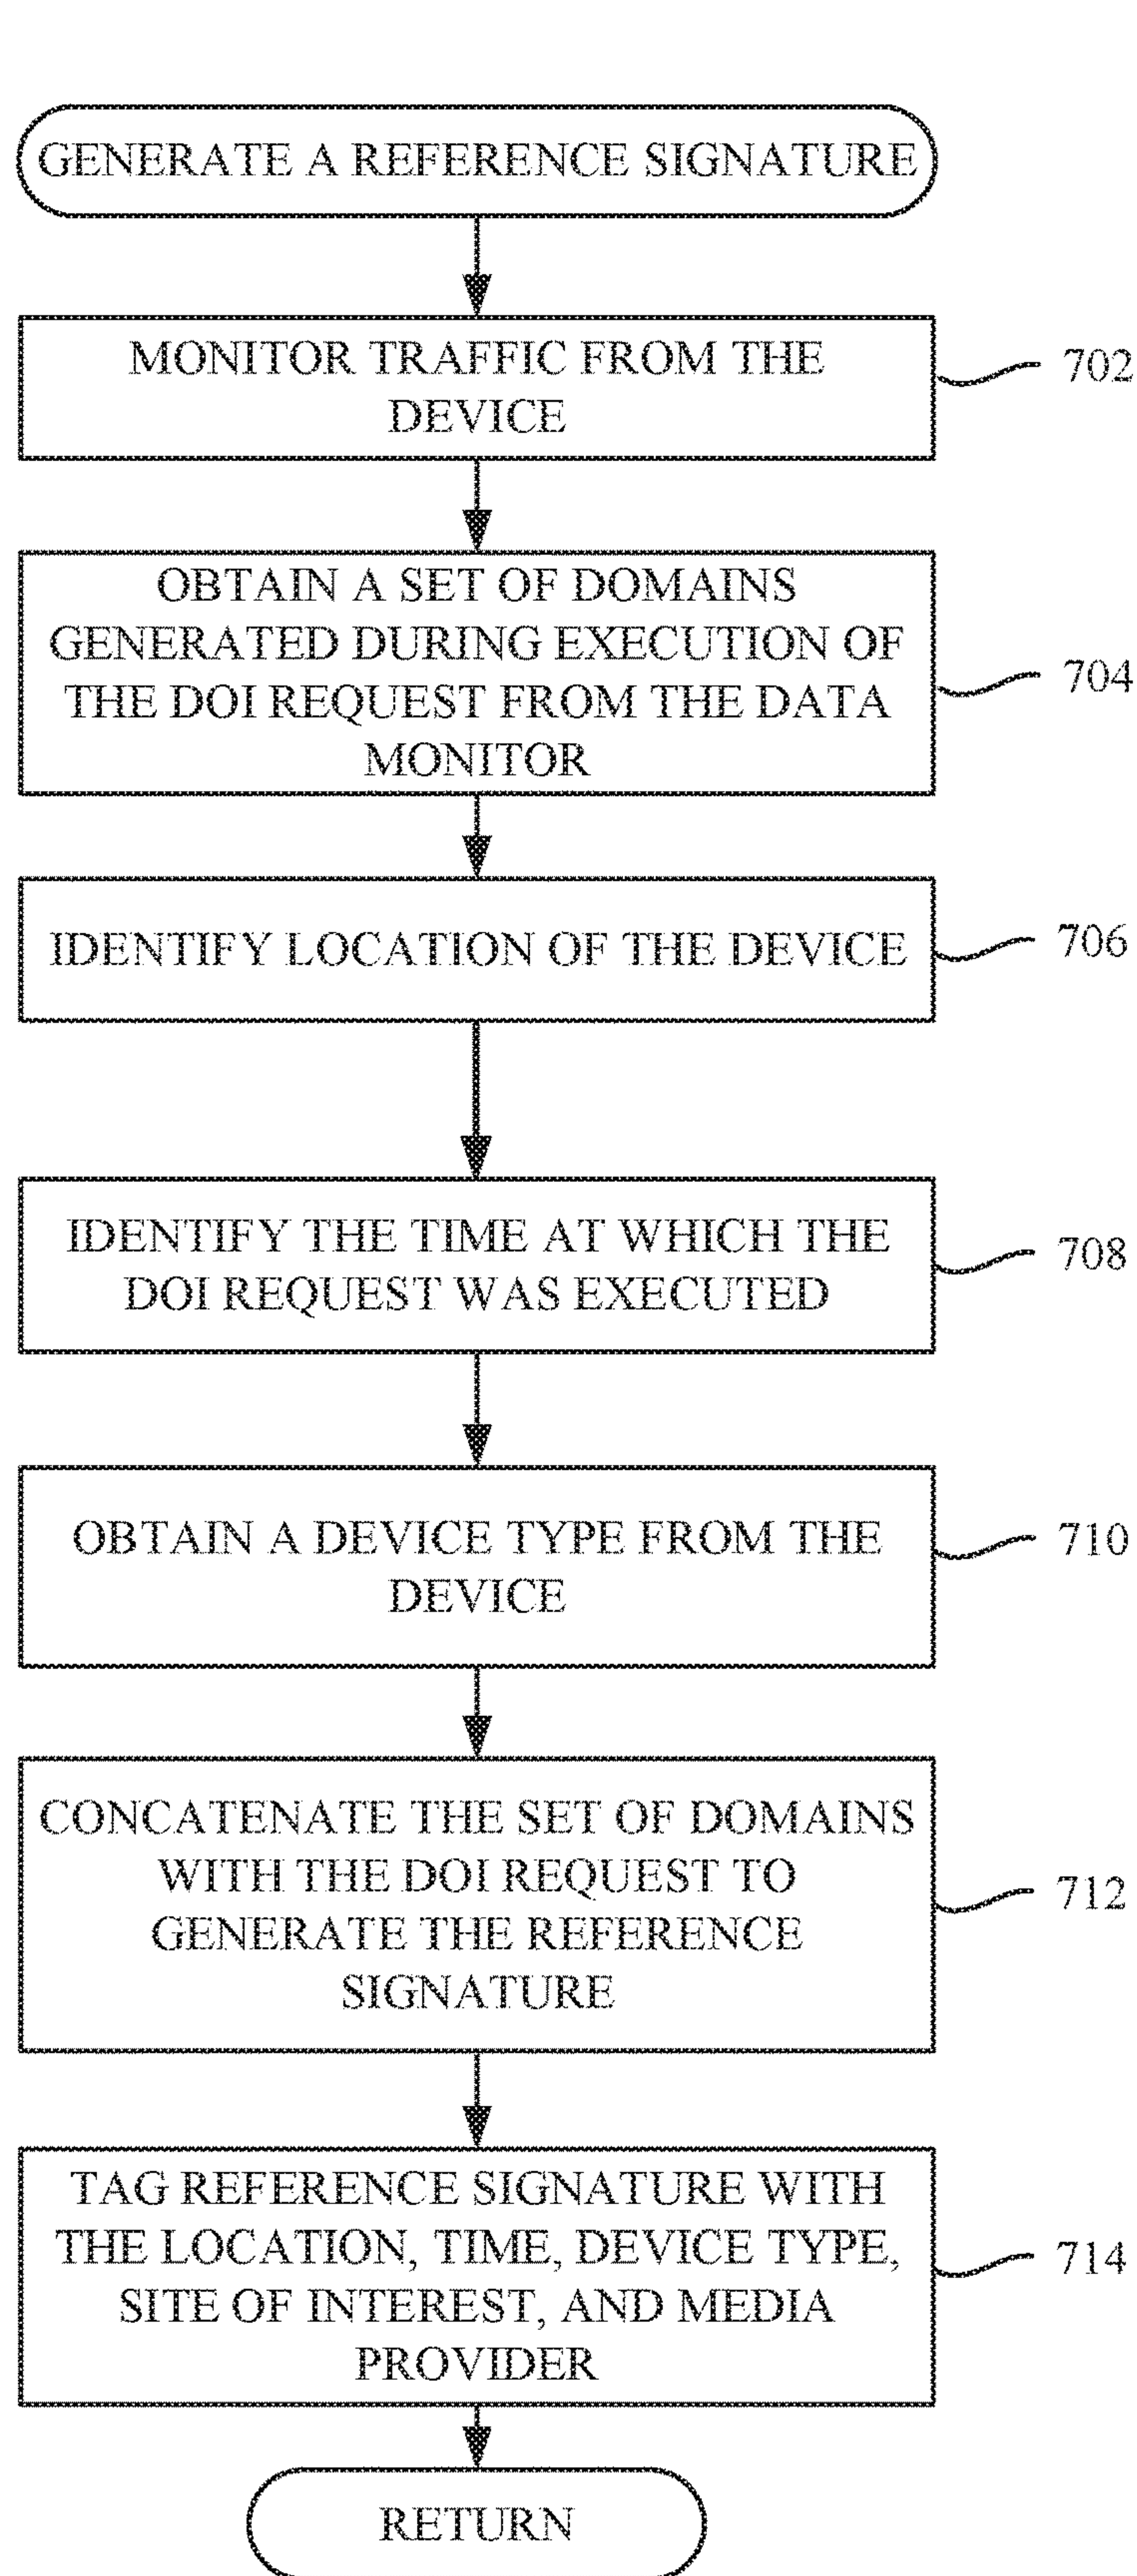 GENERATE A REFERENCE SIGNATURE
MONITOR TRAFFIC FROM THE
DEVICE
702
OBTAIN A SET OF DOMAINS
GENERATED DURING EXECUTION OF
THE DOI REQUEST FROM THE DATA
MONITOR
704
IDENTIFY LOCATION OF THE DEVICE
706
IDENTIFY THE TIME AT WHICH THE
DOI REQUEST WAS EXECUTED
708
OBTAIN A DEVICE TYPE FROM THE
DEVICE
710
CONCATENATE THE SET OF DOMAINS
WITH THE DOI REQUEST TO
GENERATE THE REFERENCE
SIGNATURE
712
TAG REFERENCE SIGNATURE WITH
THE LOCATION, TIME, DEVICE TYPE,
SITE OF INTEREST, AND MEDIA
PROVIDER
714
RETURN